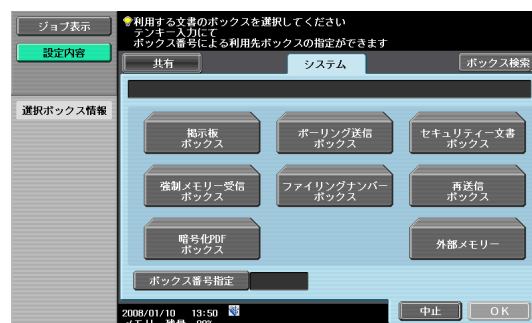 ジョブ表示
設定内容
選択ボックス情報
利用する文書のボックスを選択してください
テンキー入力にて
ボックス番号による利用先ボックスの指定ができます
共有
システム
ボックス検索
掲示板
ボックス
ポーリング送信
ボックス
セキュリティー文書
ボックス
強制メモリー受信
ボックス
ファイリングナンバー
ボックス
再送信
ボックス
暗号化PDF
ボックス
外部メモリー
ボックス番号指定
2008/01/10 13:50
メモリー残量 99%
中止
OK